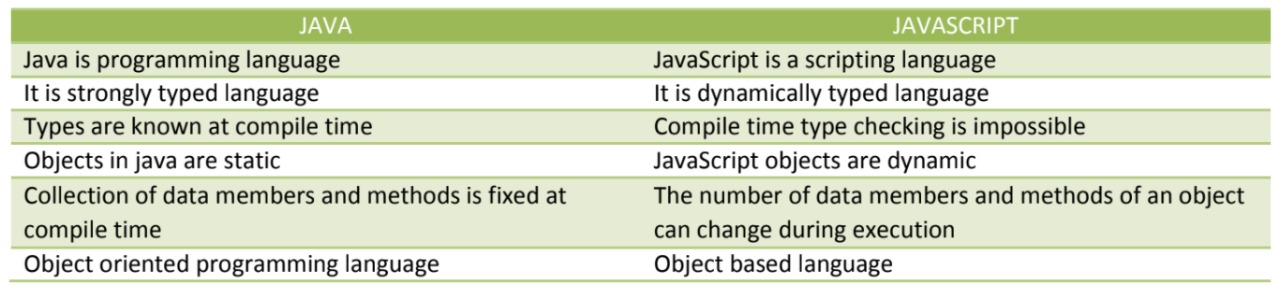 JAVA JAVASCRIPT
Java is programming language JavaScript is a scripting language
It is strongly typed language It is dynamically typed language
Types are known at compile time Compile time type checking is impossible
Objects in java are static JavaScript objects are dynamic
Collection of data members and methods is fixed at The number of data members and methods of an object
compile time can change during execution
Object oriented programming language Object based language